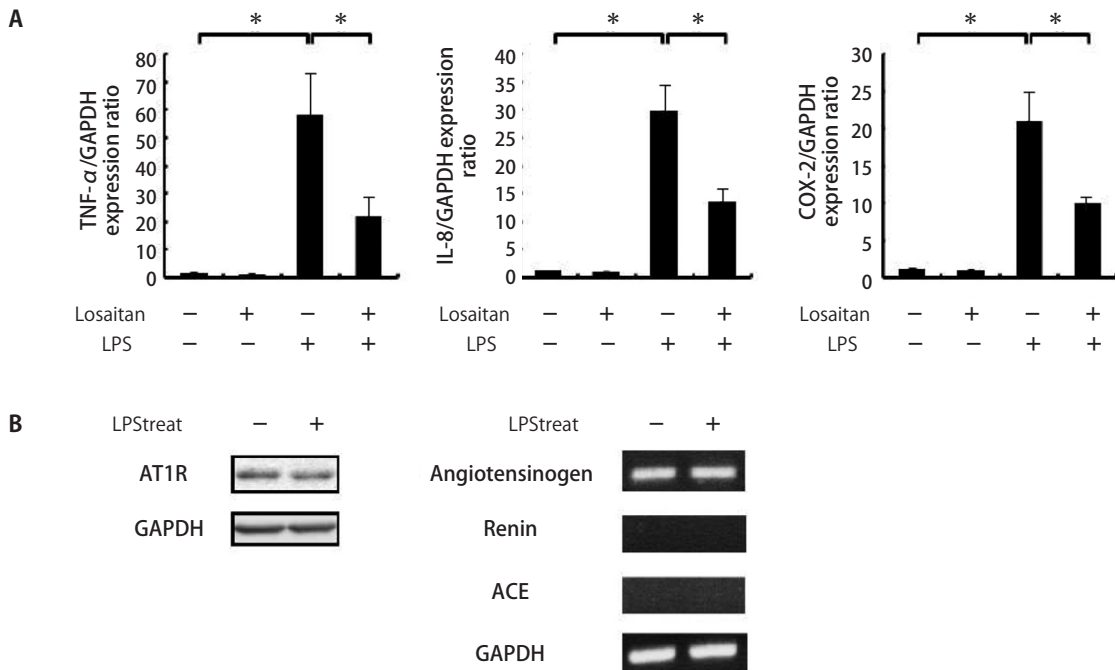 A
* *
TNF-α/GAPDH
expression ratio
100
90
80
70
60
50
40
30
20
10
0
Losaitan − + − +
LPS − − + +
* *
IL-8/GAPDH expression
ratio
40
35
30
25
20
15
10
5
0
Losaitan − + − +
LPS − − + +
* *
COX-2/GAPDH
expression ratio
30
25
20
15
10
5
0
Losaitan − + − +
LPS − − + +
B
LPStreat − +
AT1R
GAPDH
LPStreat − +
Angiotensinogen
Renin
ACE
GAPDH